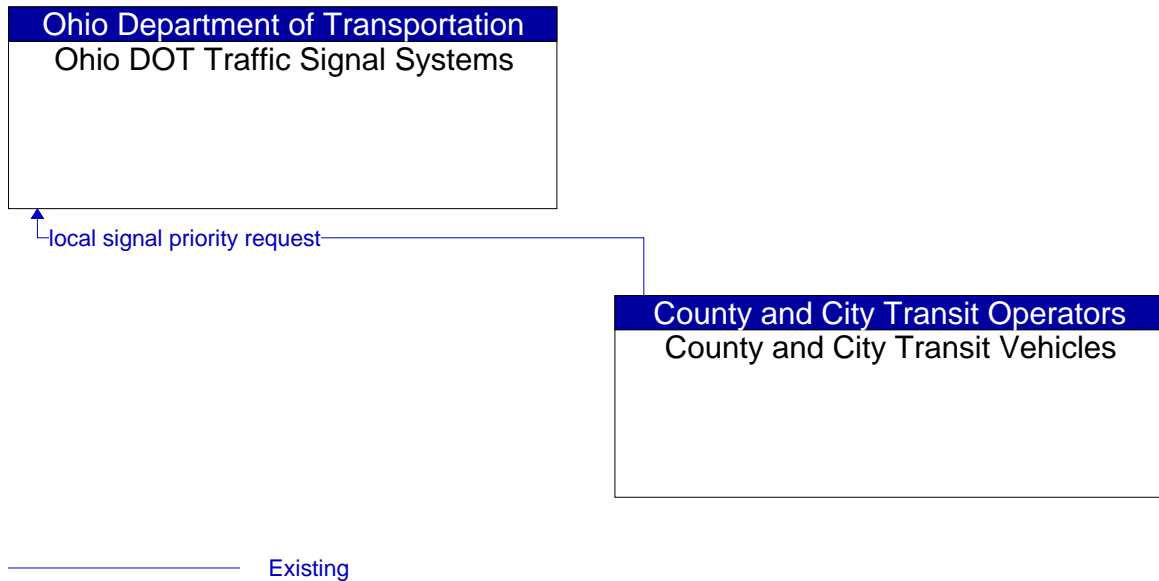 Ohio Department of Transportation
Ohio DOT Traffic Signal Systems
local signal priority request
County and City Transit Operators
County and City Transit Vehicles
Existing